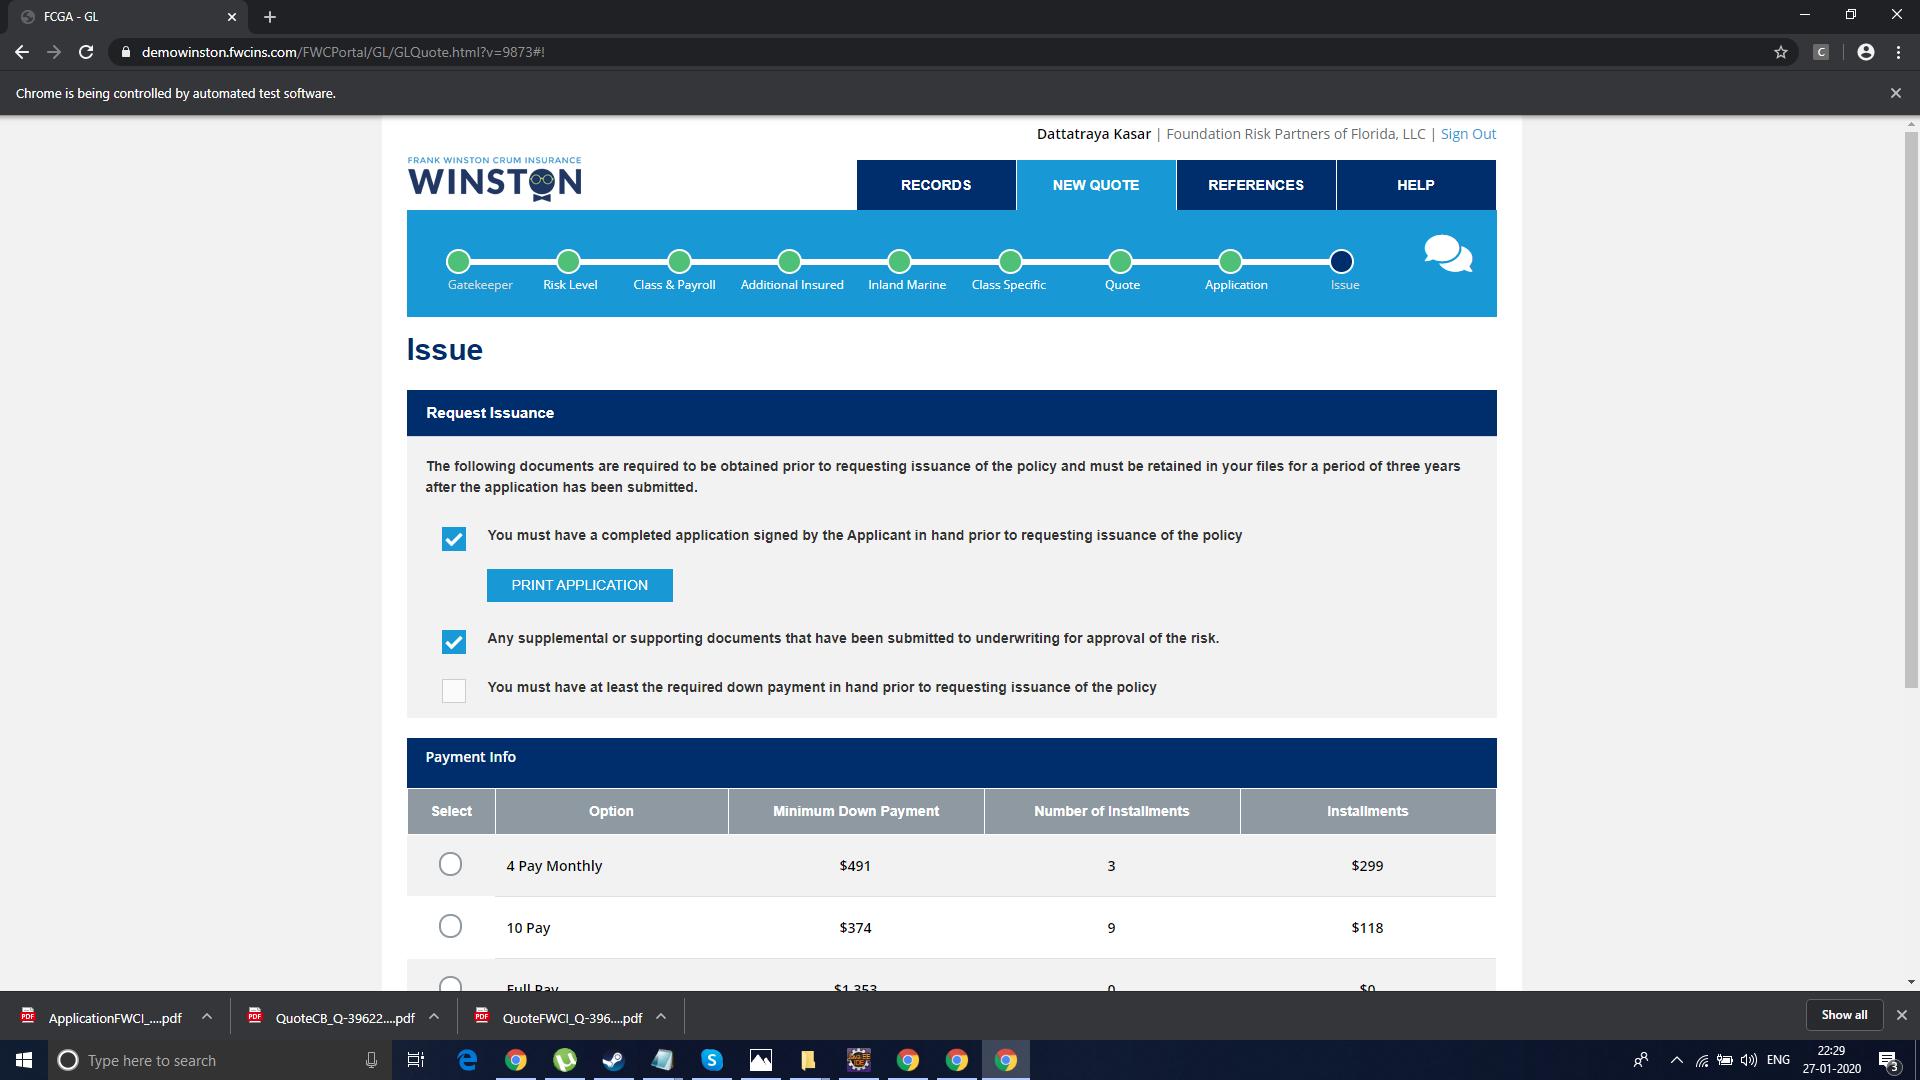 FCGA - GL
demowinston.fwcins.com/FWCPortal/GL/GLQuote.html?v=9873#!
C
Chrome is being controlled by automated test software.
Dattatraya Kasar | Foundation Risk Partners of Florida, LLC | Sign Out
FRANK WINSTON CRUM INSURANCE
WINSTON
RECORDS
NEW QUOTE
REFERENCES
HELP
Gatekeeper
Risk Level
Class & Payroll
Additional Insured
Inland Marine
Class Specific
Quote
Application
Issue
Issue
Request Issuance
The following documents are required to be obtained prior to requesting issuance of the policy and must be retained in your files for a period of three years
after the application has been submitted.
You must have a completed application signed by the Applicant in hand prior to requesting issuance of the policy
PRINT APPLICATION
Any supplemental or supporting documents that have been submitted to underwriting for approval of the risk.
You must have at least the required down payment in hand prior to requesting issuance of the policy
Payment Info
Select Option Minimum Down Payment Number of Installments Installments
4 Pay Monthly $491 3 $299
10 Pay $374 9 $118
Full Pay $1,353 0 $0
ApplicationFWCI_....pdf
QuoteCB_Q-39622....pdf
QuoteFWCI_Q-396....pdf
Show all
Type here to search
ENG
22:29
27-01-2020
3